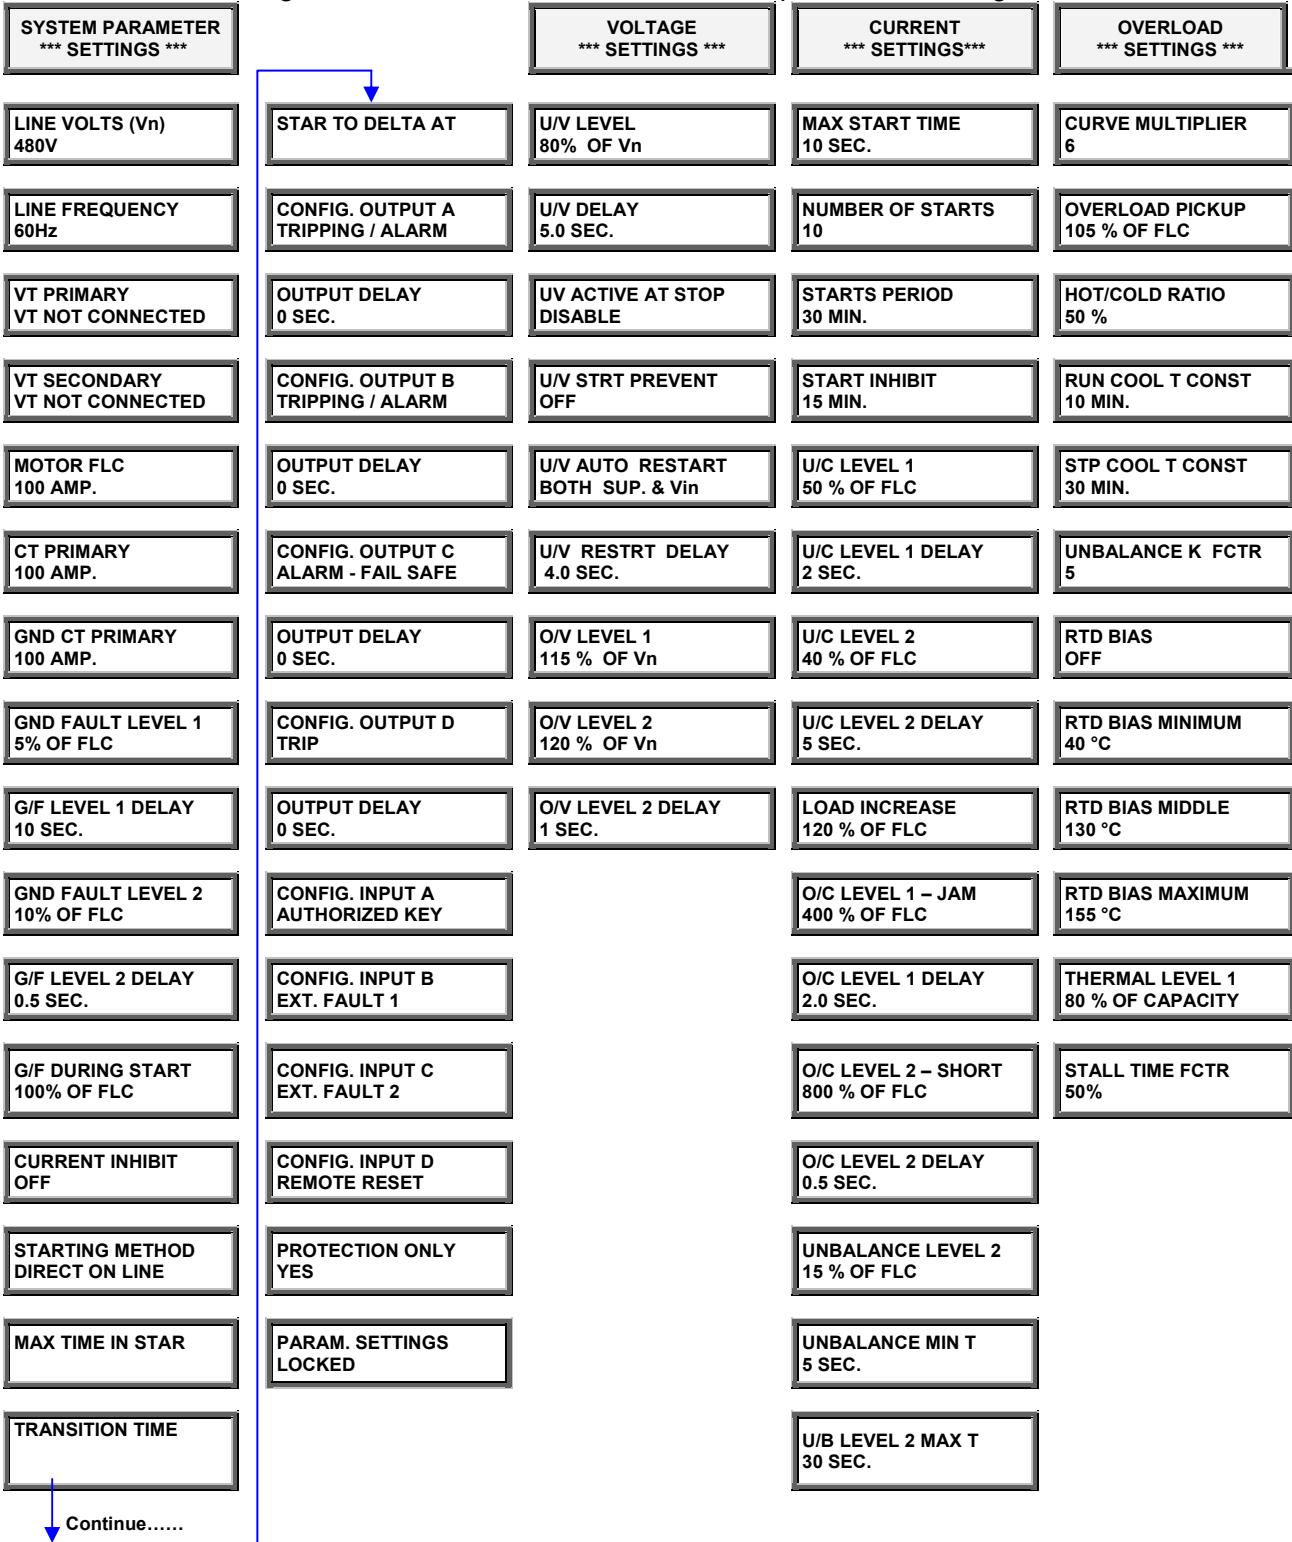 SYSTEM PARAMETER
*** SETTINGS ***
LINE VOLTS (Vn)
480V
LINE FREQUENCY
60Hz
VT PRIMARY
VT NOT CONNECTED
VT SECONDARY
VT NOT CONNECTED
MOTOR FLC
100 AMP.
CT PRIMARY
100 AMP.
GND CT PRIMARY
100 AMP.
GND FAULT LEVEL 1
5% OF FLC
G/F LEVEL 1 DELAY
10 SEC.
GND FAULT LEVEL 2
10% OF FLC
G/F LEVEL 2 DELAY
0.5 SEC.
G/F DURING START
100% OF FLC
CURRENT INHIBIT
OFF
STARTING METHOD
DIRECT ON LINE
MAX TIME IN STAR
TRANSITION TIME
Continue……
STAR TO DELTA AT
CONFIG. OUTPUT A
TRIPPING / ALARM
OUTPUT DELAY
0 SEC.
CONFIG. OUTPUT B
TRIPPING / ALARM
OUTPUT DELAY
0 SEC.
CONFIG. OUTPUT C
ALARM - FAIL SAFE
OUTPUT DELAY
0 SEC.
CONFIG. OUTPUT D
TRIP
OUTPUT DELAY
0 SEC.
CONFIG. INPUT A
AUTHORIZED KEY
CONFIG. INPUT B
EXT. FAULT 1
CONFIG. INPUT C
EXT. FAULT 2
CONFIG. INPUT D
REMOTE RESET
PROTECTION ONLY
YES
PARAM. SETTINGS
LOCKED
VOLTAGE
*** SETTINGS ***
U/V LEVEL
80% OF Vn
U/V DELAY
5.0 SEC.
UV ACTIVE AT STOP
DISABLE
U/V STRT PREVENT
OFF
U/V AUTO RESTART
BOTH SUP. & Vin
U/V RESTRT DELAY
4.0 SEC.
O/V LEVEL 1
115 % OF Vn
O/V LEVEL 2
120 % OF Vn
O/V LEVEL 2 DELAY
1 SEC.
CURRENT
*** SETTINGS***
MAX START TIME
10 SEC.
NUMBER OF STARTS
10
STARTS PERIOD
30 MIN.
START INHIBIT
15 MIN.
U/C LEVEL 1
50 % OF FLC
U/C LEVEL 1 DELAY
2 SEC.
U/C LEVEL 2
40 % OF FLC
U/C LEVEL 2 DELAY
5 SEC.
LOAD INCREASE
120 % OF FLC
O/C LEVEL 1 – JAM
400 % OF FLC
O/C LEVEL 1 DELAY
2.0 SEC.
O/C LEVEL 2 – SHORT
800 % OF FLC
O/C LEVEL 2 DELAY
0.5 SEC.
UNBALANCE LEVEL 2
15 % OF FLC
UNBALANCE MIN T
5 SEC.
U/B LEVEL 2 MAX T
30 SEC.
OVERLOAD
*** SETTINGS ***
CURVE MULTIPLIER
6
OVERLOAD PICKUP
105 % OF FLC
HOT/COLD RATIO
50 %
RUN COOL T CONST
10 MIN.
STP COOL T CONST
30 MIN.
UNBALANCE K FCTR
5
RTD BIAS
OFF
RTD BIAS MINIMUM
40 °C
RTD BIAS MIDDLE
130 °C
RTD BIAS MAXIMUM
155 °C
THERMAL LEVEL 1
80 % OF CAPACITY
STALL TIME FCTR
50%